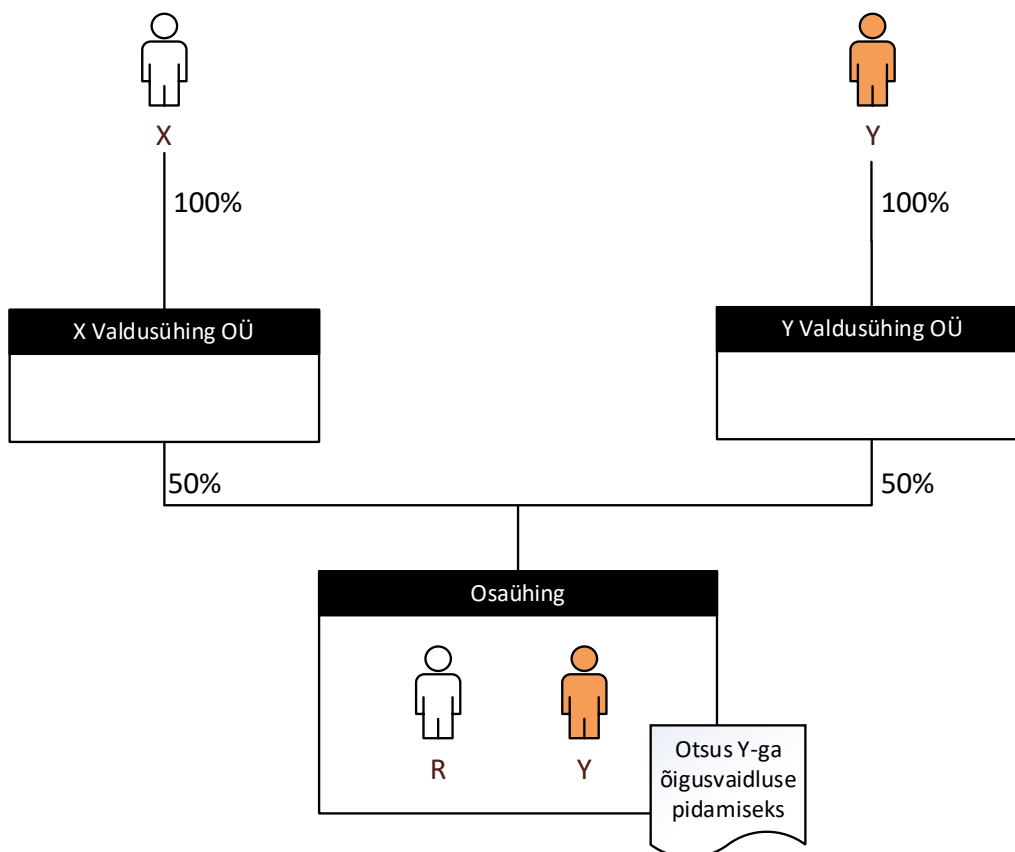 X
Y
100%
100%
X Valdusühing OÜ
Y Valdusühing OÜ
50%
50%
Osaühing
R
Y
Otsus Y-ga
õigusvaidluse
pidamiseks